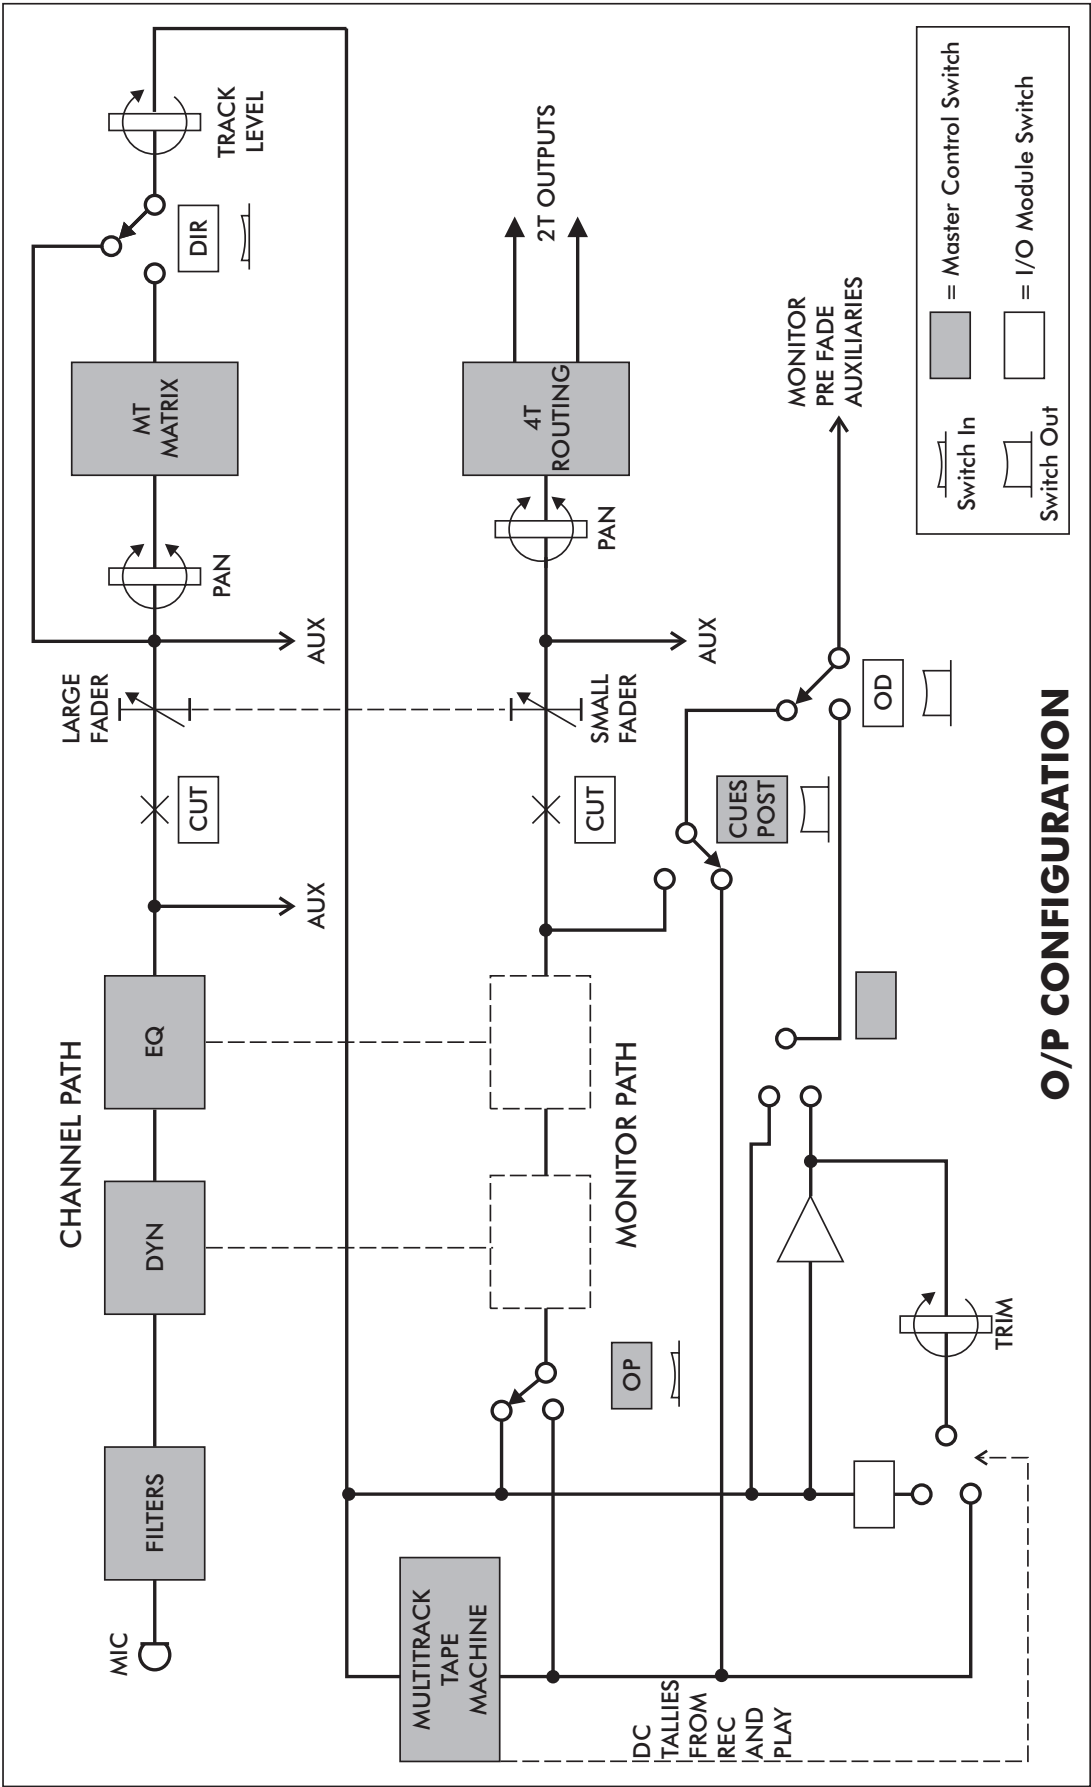 CHANNEL PATH
MIC
FILTERS
DYN
EQ
AUX
CUT
LARGE
FADER
AUX
PAN
MT
MATRIX
DIR
TRACK
LEVEL
MULTITRACK
TAPE
MACHINE
OP
MONITOR PATH
CUT
SMALL
FADER
AUX
PAN
4T
ROUTING
2T OUTPUTS
DC
TALLIES
FROM
REC
AND
PLAY
TRIM
CUES
POST
OD
MONITOR
PRE FADE
AUXILIARIES
Switch In
= Master Control Switch
Switch Out
= I/O Module Switch
O/P CONFIGURATION